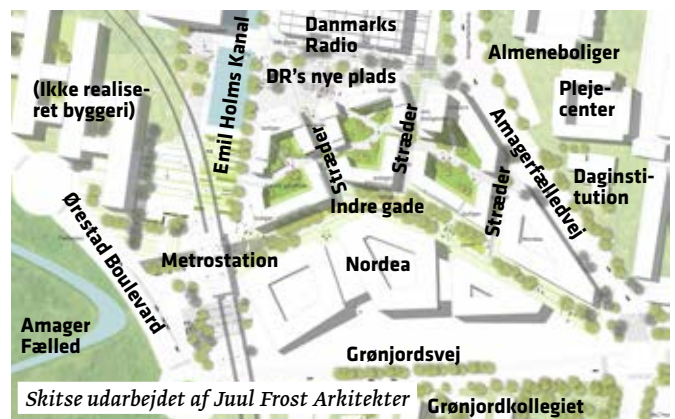 Danmarks
Radio
Almeneboliger
DR's nye plads
(Ikke realise-
ret byggeri)
Emil Holms Kanal
Pleje-
center
Stræder
Stræder
Amagerfælledvej
Daginsti-
tution
Stræder
Indre gade
Ørestad Boulevard
Metrostation
Nordea
Amager
Fælled
Grønjordsvej
Skitse udarbejdet af Juul Frost Arkitekter
Grønjordkollegiet